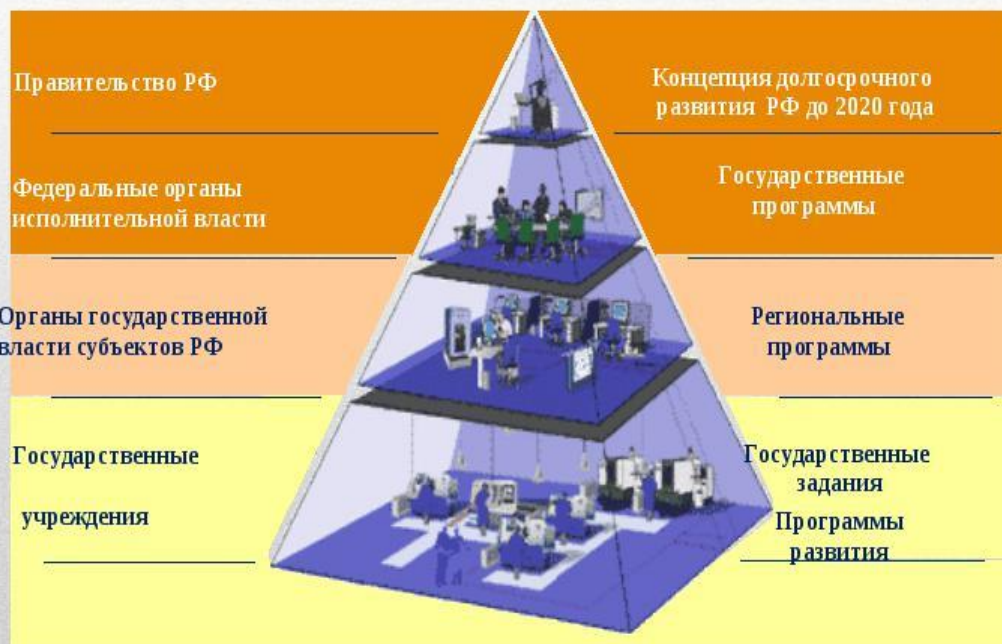 Правительство РФ
Концепция долгосрочного
развития РФ до 2020 года
Федеральные органы
исполнительной власти
Государственные
программы
Органы государственной
власти субъектов РФ
Региональные
программы
Государственные
учреждения
Государственные
задания
Программы
развития